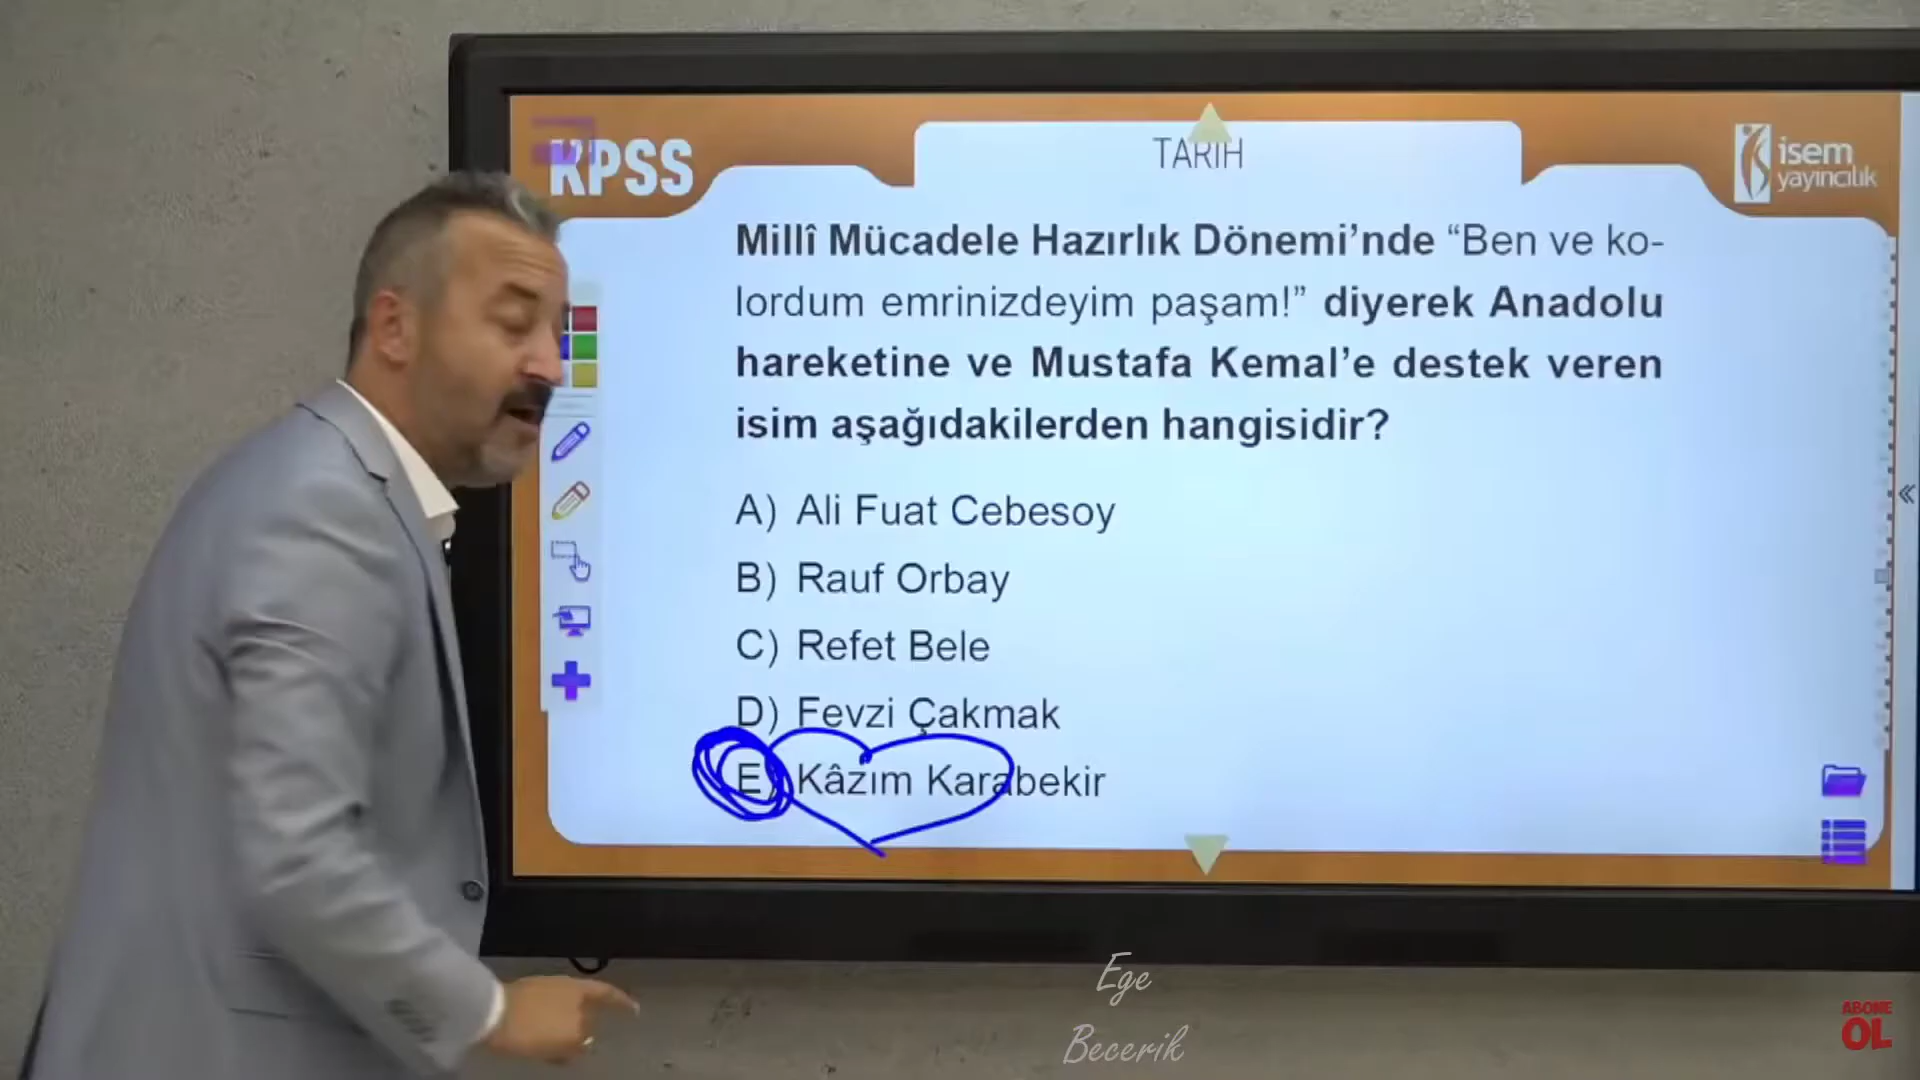 KPSS
TARİH
isem
yayıncılık
Millî Mücadele Hazırlık Dönemi’nde “Ben ve ko-
lordum emrinizdeyim paşam!” diyerek Anadolu
hareketine ve Mustafa Kemal’e destek veren
isim aşağıdakilerden hangisidir?
A) Ali Fuat Cebesoy
B) Rauf Orbay
C) Refet Bele
D) Fevzi Çakmak
E) Kâzım Karabekir
Ege
Becerik
ABONE
OL